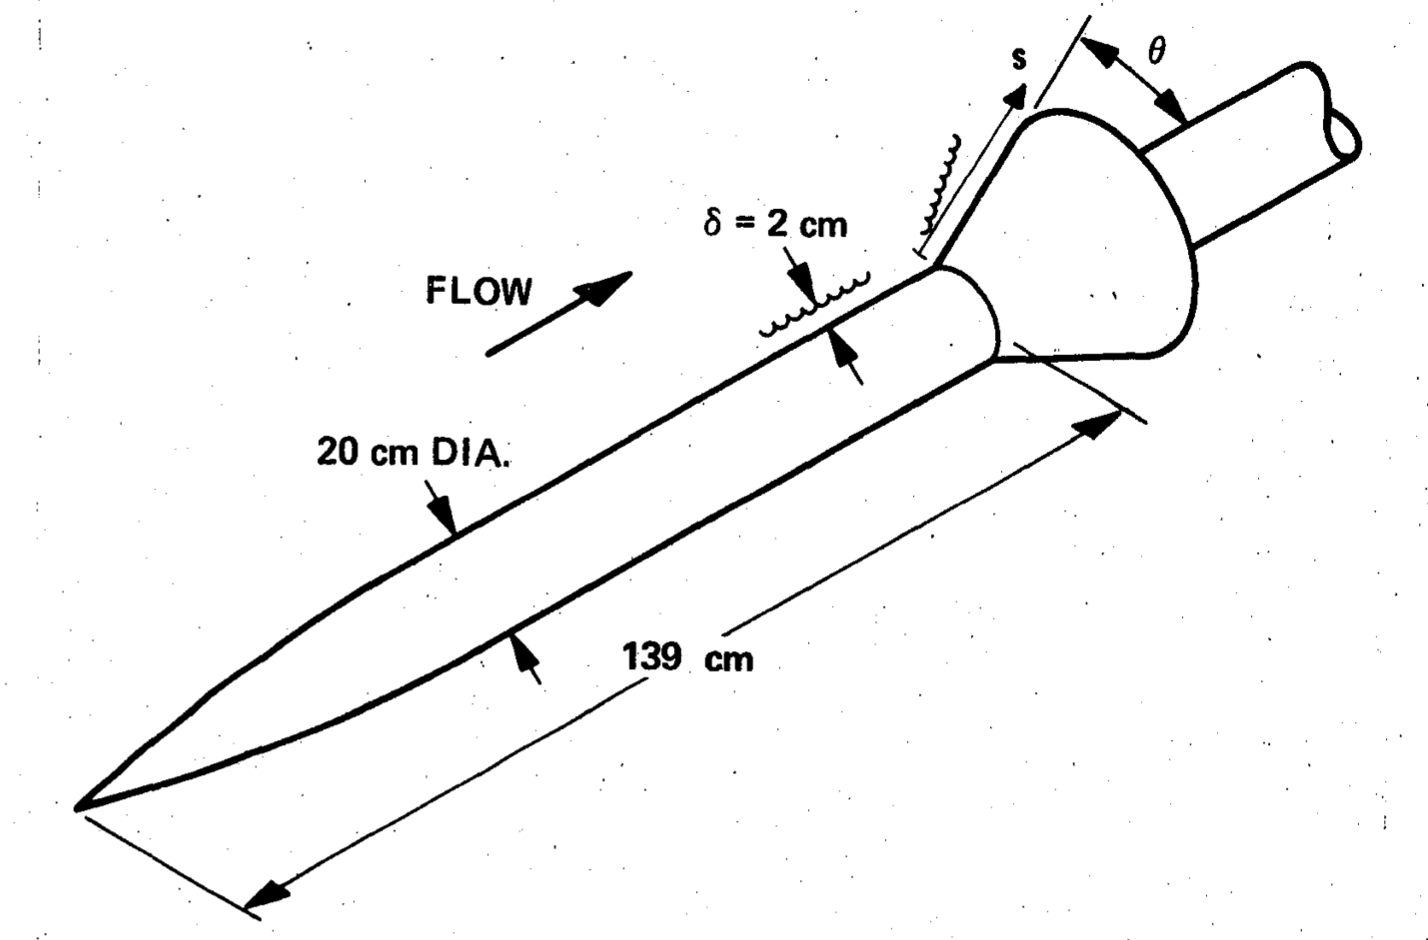 s
θ
δ = 2 cm
FLOW
20 cm DIA.
139 cm